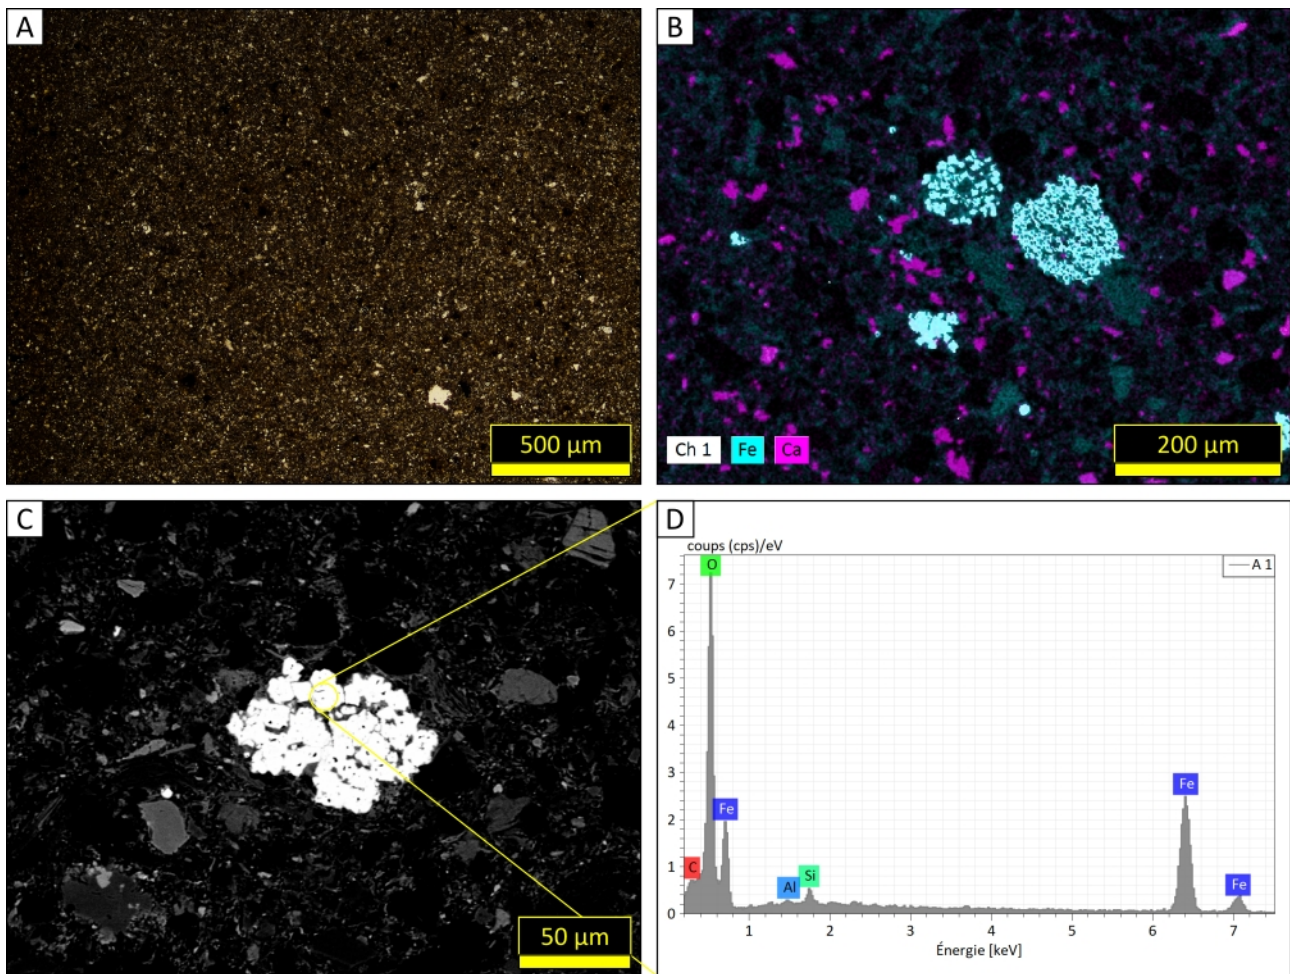 A
500 µm
B
Ch 1 Fe Ca
200 µm
C
50 µm
D
coups (cps)/eV
A 1
O
Fe
C
Al
Si
Fe
Fe
7
6
5
4
3
2
1
0
1 2 3 4 5 6 7
Énergie [keV]